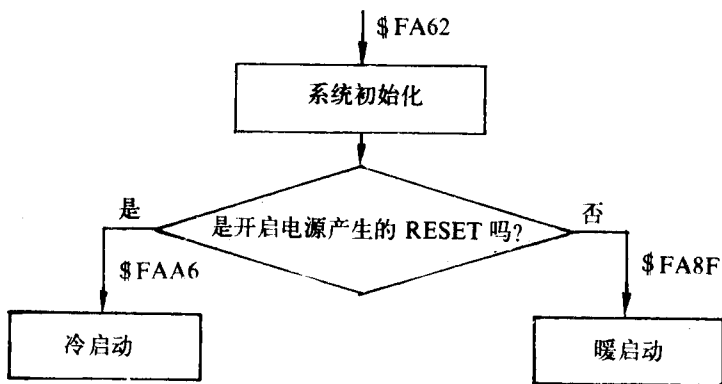 $FA62
系统初始化
是开启电源产生的 RESET 吗?
是
否
$FAA6
$FA8F
冷启动
暖启动